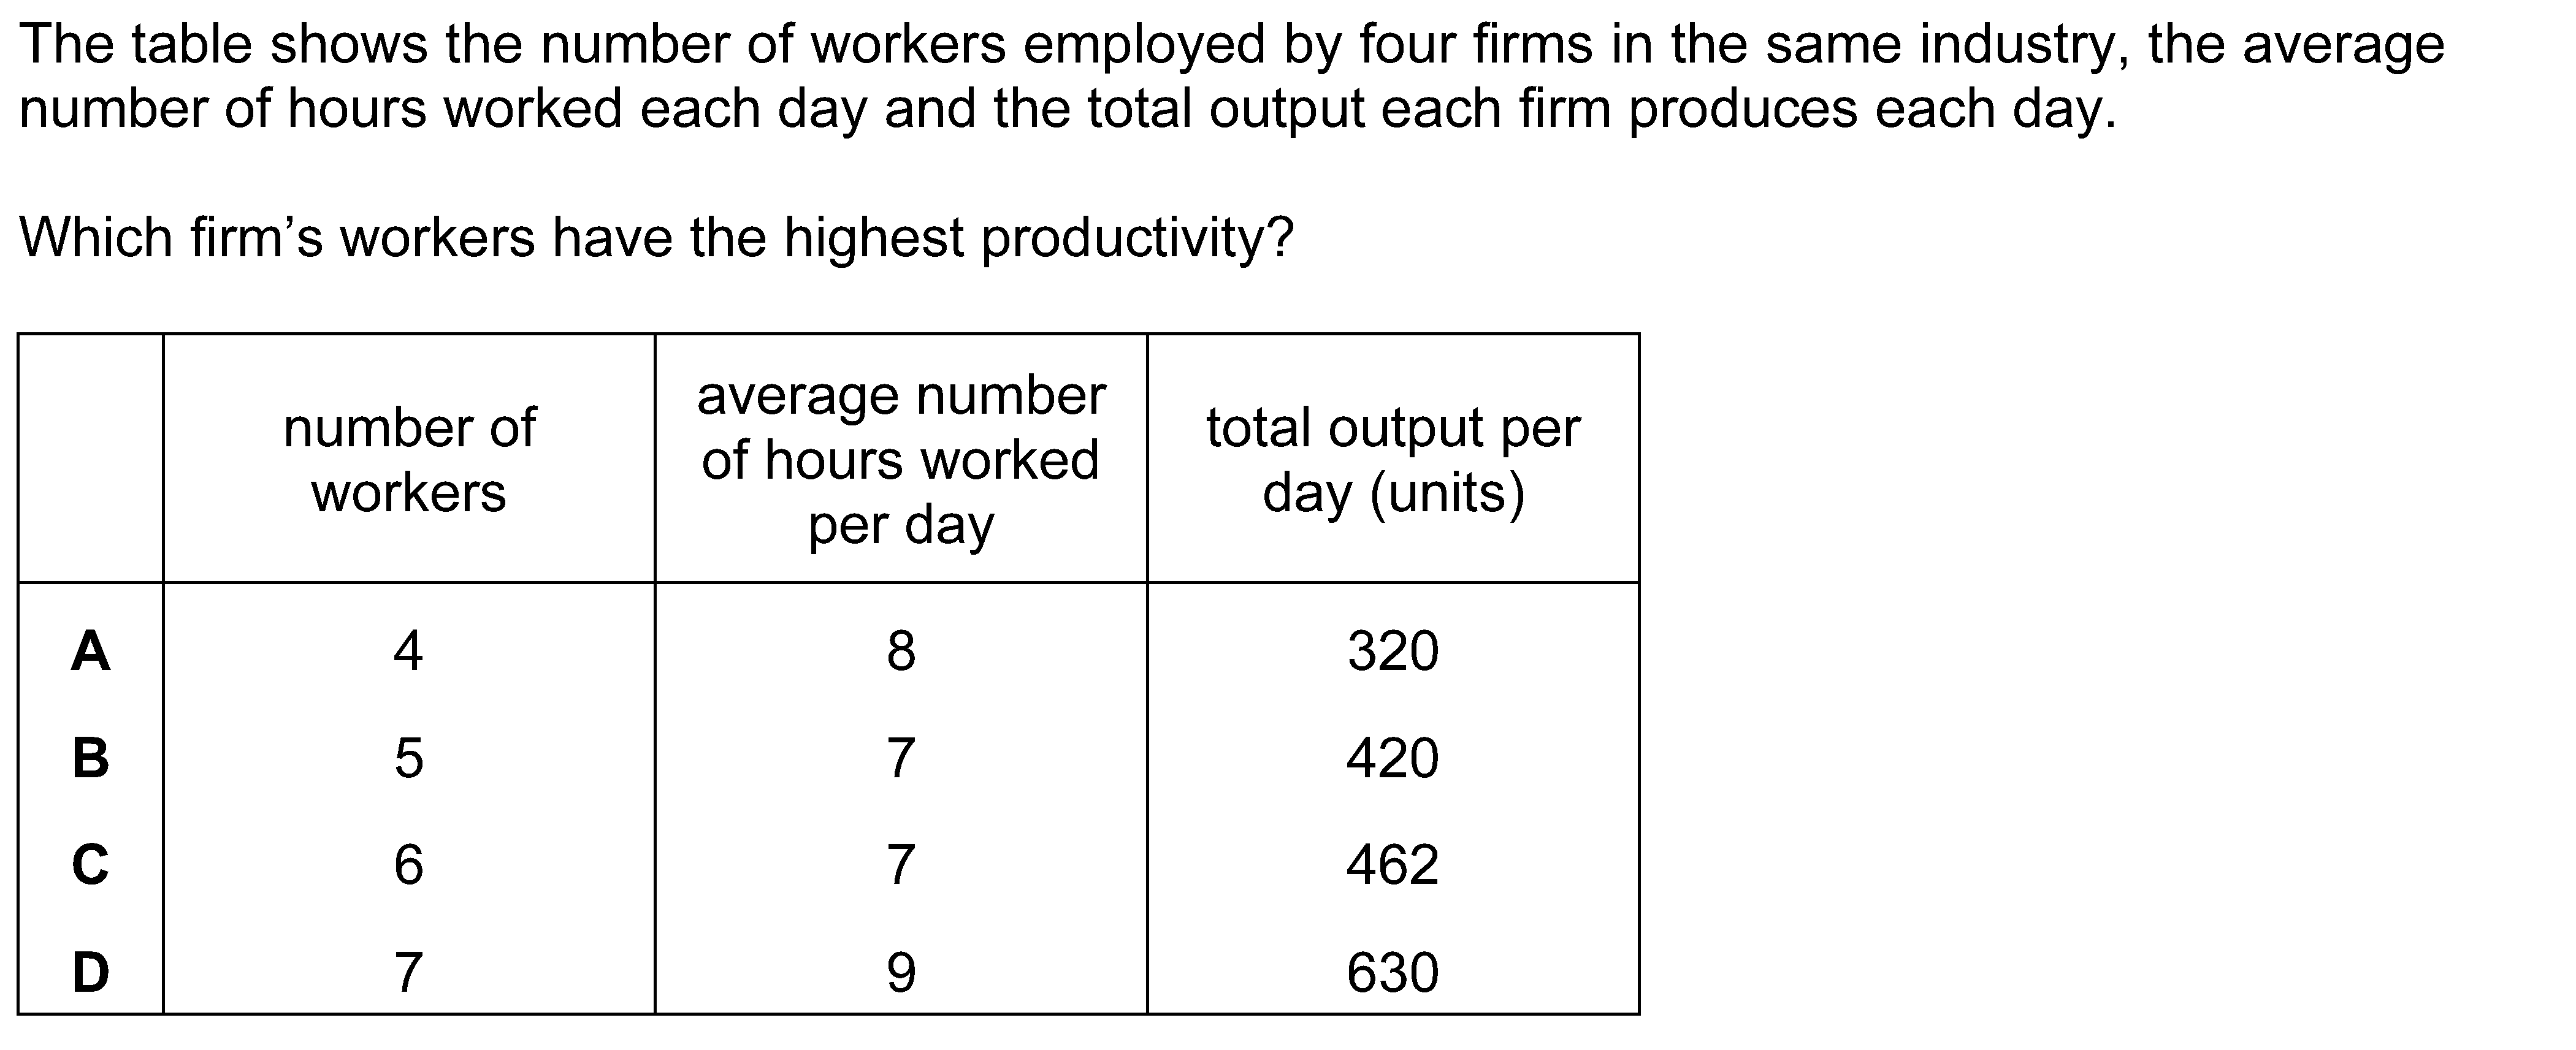 The table shows the number of workers employed by four firms in the same industry, the average
number of hours worked each day and the total output each firm produces each day.
Which firm’s workers have the highest productivity?
number of
workers
average number
of hours worked
per day
total output per
day (units)
A 4 8 320
B 5 7 420
C 6 7 462
D 7 9 630